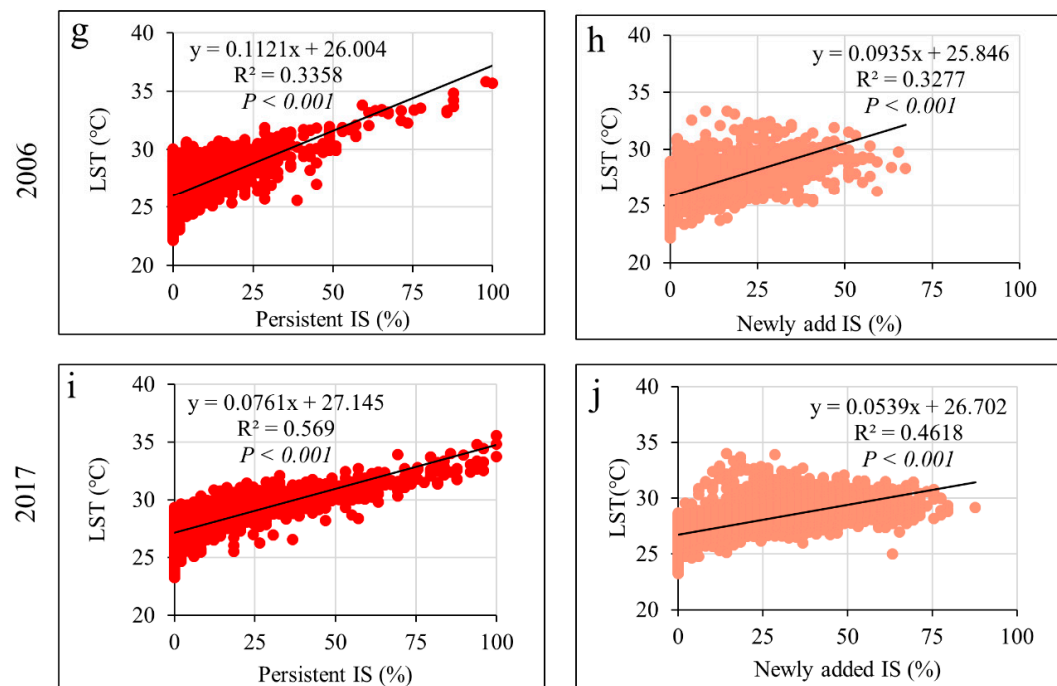 g
y = 0.1121x + 26.004
R² = 0.3358
P < 0.001
40
35
30
25
20
LST (°C)
0 25 50 75 100
Persistent IS (%)
2006
h
y = 0.0935x + 25.846
R² = 0.3277
P < 0.001
40
35
30
25
20
LST (°C)
0 25 50 75 100
Newly add IS (%)
i
y = 0.0761x + 27.145
R² = 0.569
P < 0.001
40
35
30
25
20
LST (°C)
0 25 50 75 100
Persistent IS (%)
2017
j
y = 0.0539x + 26.702
R² = 0.4618
P < 0.001
40
35
30
25
20
LST(°C)
0 25 50 75 100
Newly added IS (%)